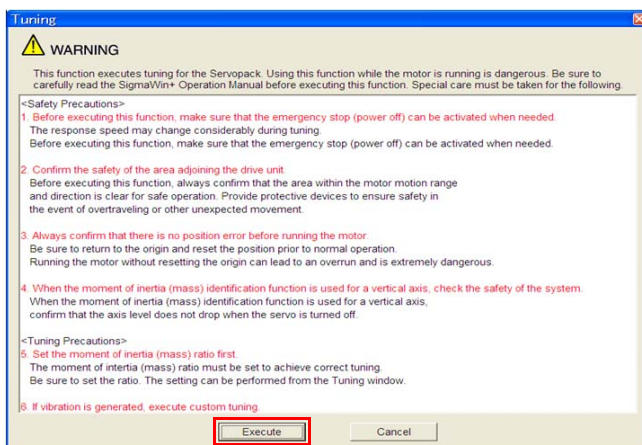 Tuning
WARNING
This function executes tuning for the Servopack. Using this function while the motor is running is dangerous. Be sure to
carefully read the SigmaWin+ Operation Manual before executing this function. Special care must be taken for the following.
<Safety Precautions>
1. Before executing this function, make sure that the emergency stop (power off) can be activated when needed.
The response speed may change considerably during tuning.
Before executing this function, make sure that the emergency stop (power off) can be activated when needed.
2. Confirm the safety of the area adjoining the drive unit
Before executing this function, always confirm that the area within the motor motion range
and direction is clear for safe operation. Provide protective devices to ensure safety in
the event of overtraveling or other unexpected movement.
3. Always confirm that there is no position error before running the motor.
Be sure to return to the origin and reset the position prior to normal operation.
Running the motor without resetting the origin can lead to an overrun and is extremely dangerous.
4. When the moment of inertia (mass) identification function is used for a vertical axis, check the safety of the system.
When the moment of inertia (mass) identification function is used for a vertical axis,
confirm that the axis level does not drop when the servo is turned off.
<Tuning Precautions>
5. Set the moment of inertia (mass) ratio first.
The moment of intertia (mass) ratio must be set to achieve correct tuning.
Be sure to set the ratio. The setting can be performed from the Tuning window.
6. If vibration is generated, execute custom tuning.
Execute
Cancel